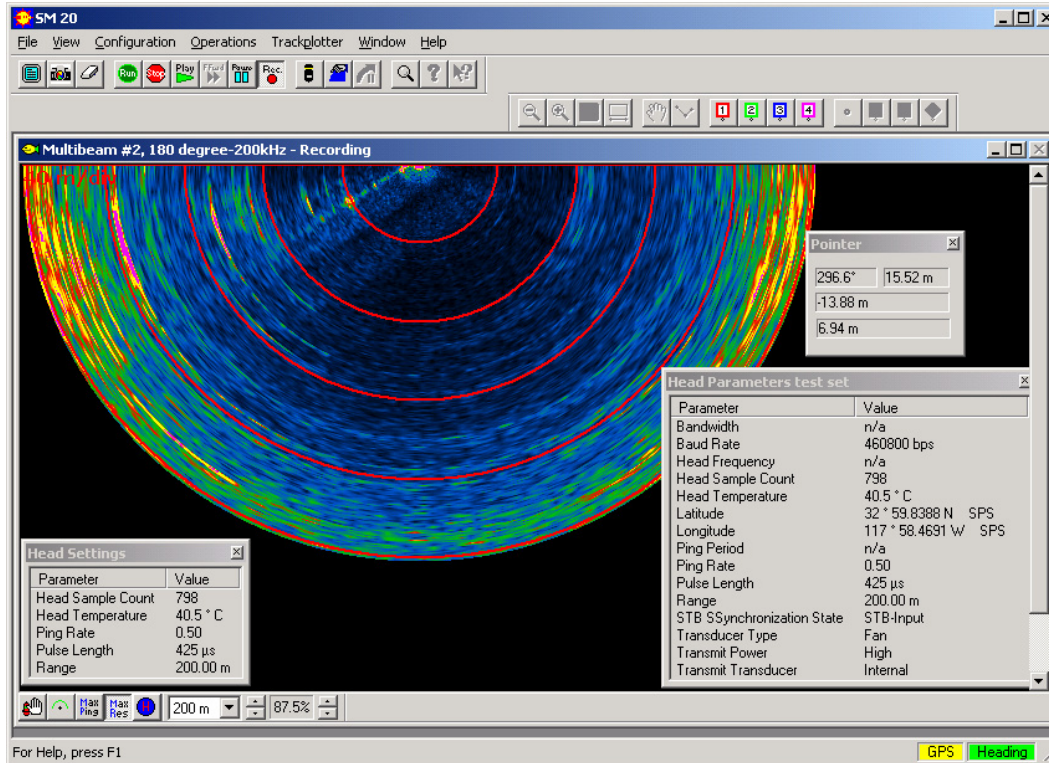 SM 20
File View Configuration Operations Trackplotter Window Help
Run Stop Play Ffwd Pause Rec.
1 2 3 4
Multibeam #2, 180 degree-200kHz - Recording
Pointer
296.6° 15.52 m
-13.88 m
6.94 m
Head Parameters test set
Parameter Value
Bandwidth n/a
Baud Rate 460800 bps
Head Frequency n/a
Head Sample Count 798
Head Temperature 40.5 ° C
Latitude 32 ° 59.8388 N SPS
Longitude 117 ° 58.4691 W SPS
Ping Period n/a
Ping Rate 0.50
Pulse Length 425 µs
Range 200.00 m
STB SSynchronization State STB-Input
Transducer Type Fan
Transmit Power High
Transmit Transducer Internal
Head Settings
Parameter Value
Head Sample Count 798
Head Temperature 40.5 ° C
Ping Rate 0.50
Pulse Length 425 µs
Range 200.00 m
Max Ping Max Res H 200 m 87.5%
For Help, press F1 GPS Heading